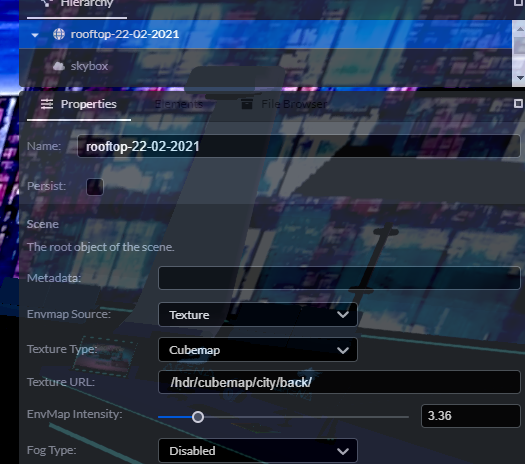 Hierarchy
rooftop-22-02-2021
skybox
Properties Elements File Browser
Name: rooftop-22-02-2021
Persist:
Scene
The root object of the scene.
Metadata:
Envmap Source: Texture
Texture Type: Cubemap
Texture URL: /hdr/cubemap/city/back/
EnvMap Intensity: 3.36
Fog Type: Disabled